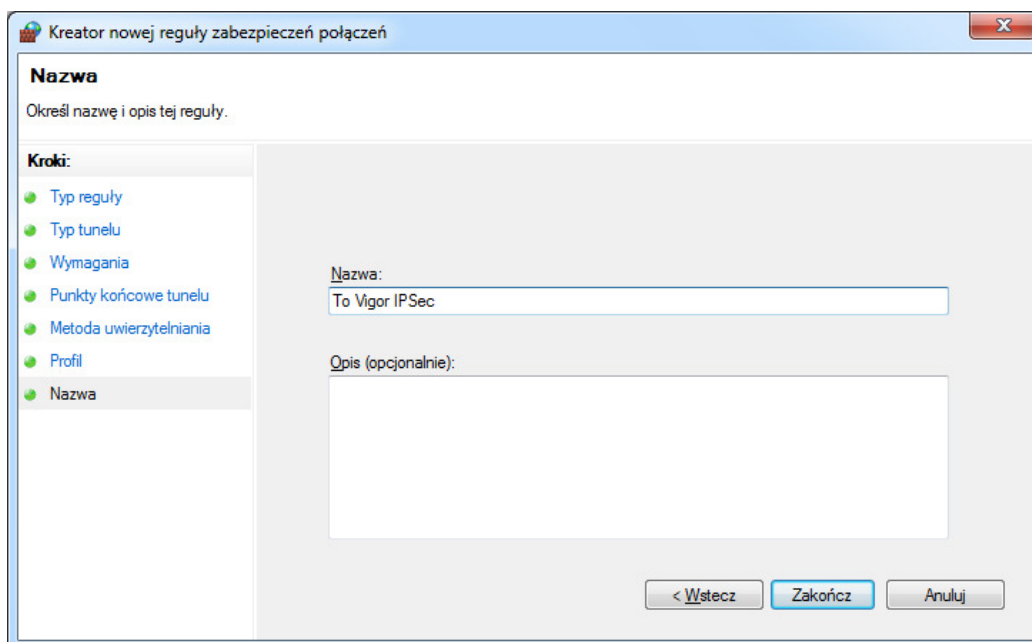 Kreator nowej reguły zabezpieczeń połączeń
Nazwa
Określ nazwę i opis tej reguły.
Kroki:
Typ reguły
Typ tunelu
Wymagania
Punkty końcowe tunelu
Metoda uwierzytelniania
Profil
Nazwa
Nazwa:
To Vigor IPSec
Opis (opcjonalnie):
< Wstecz Zakończ Anuluj